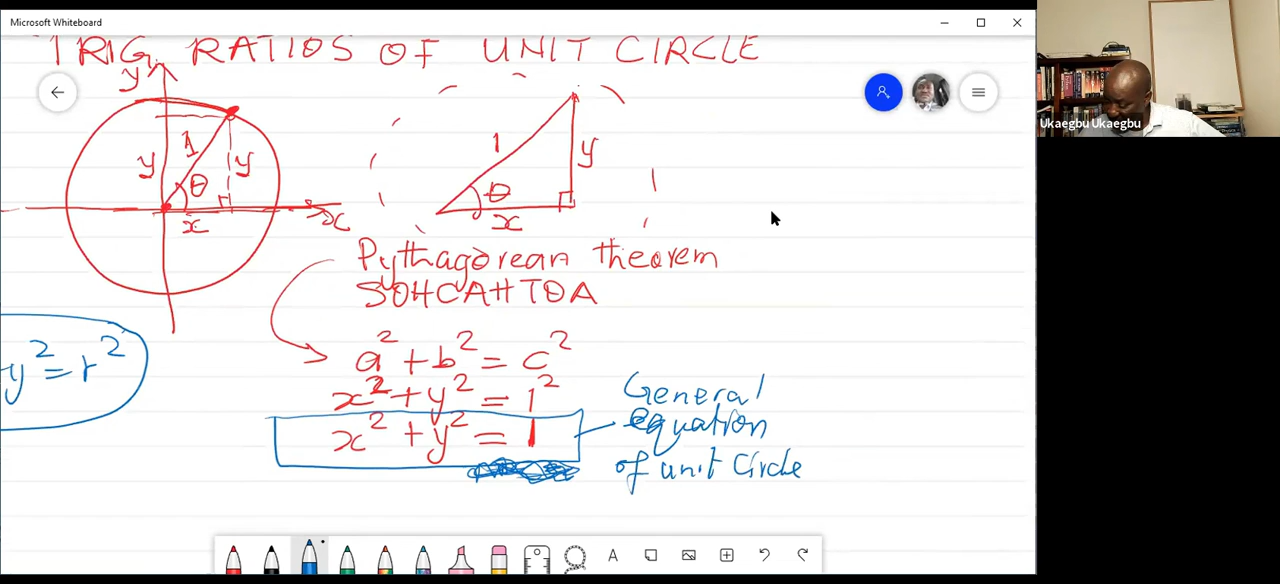 Microsoft Whiteboard
TRIG. RATIOS OF UNIT CIRCLE
y
1
y
y
θ
x
x
1
y
θ
x
Ukaegbu Ukaegbu
Pythagorean theorem
SOHCAHTOA
y² = r²
a² + b² = c²
x² + y² = 1²
x² + y² = 1
General
equation
of unit Circle
A